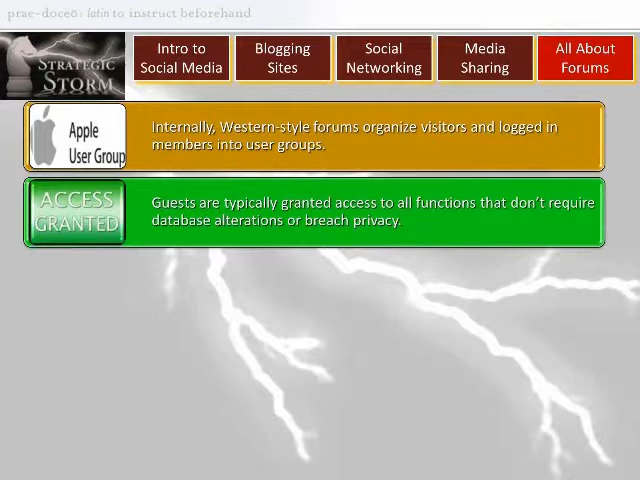 prae-doceō: latin to instruct beforehand
STRATEGIC
STORM
Intro to
Social Media
Blogging
Sites
Social
Networking
Media
Sharing
All About
Forums
Apple
User Group
Internally, Western-style forums organize visitors and logged in
members into user groups.
ACCESS
GRANTED
Guests are typically granted access to all functions that don't require
database alterations or breach privacy.